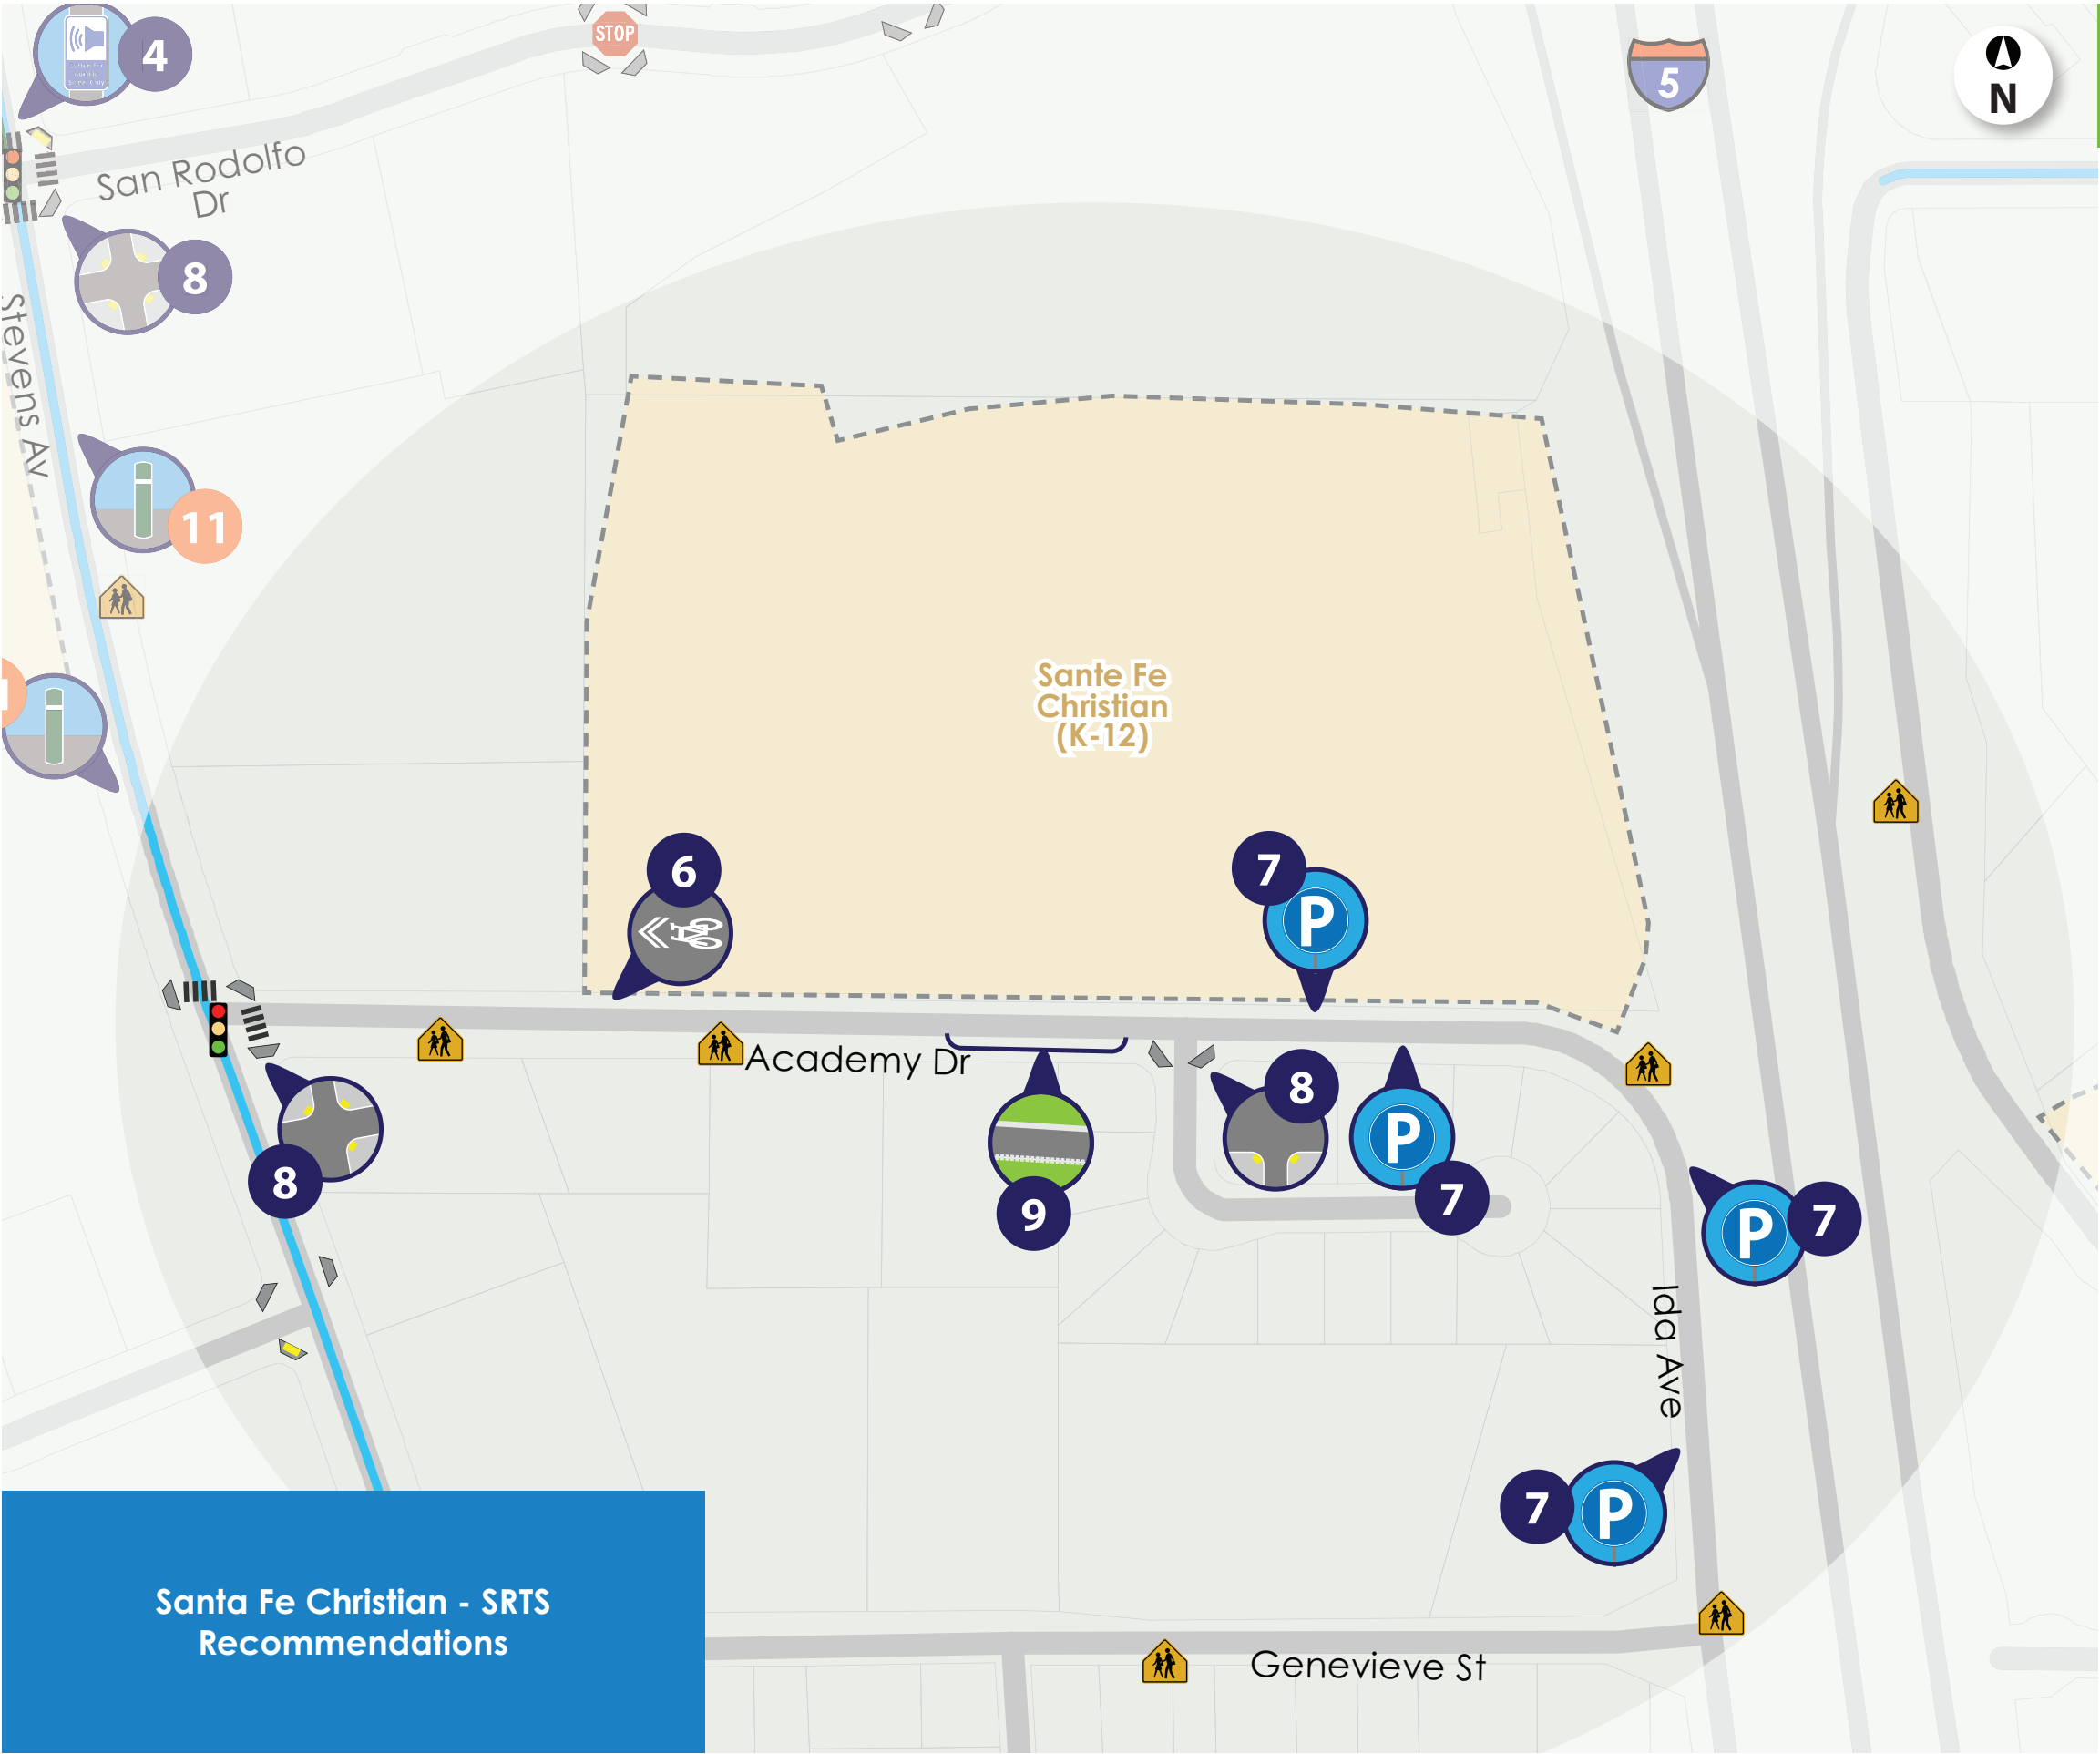 4
STOP
5
N
San Rodolfo
Dr
8
Stevens Av
11
Sante Fe
Christian
(K-12)
6
7
Academy Dr
8
7
8
9
7
Ida Ave
7
Santa Fe Christian - SRTS
Recommendations
Genevieve St
P
P
P
P